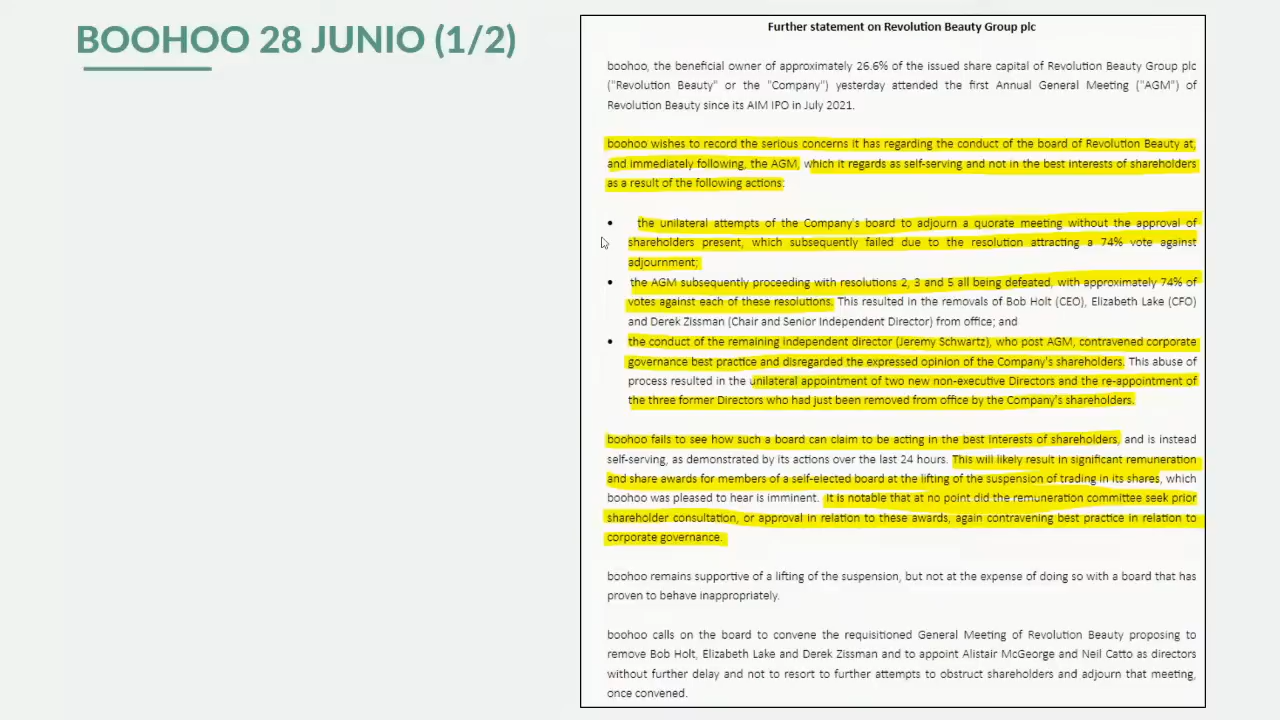 BOOHOO 28 JUNIO (1/2)
Further statement on Revolution Beauty Group plc
boohoo, the beneficial owner of approximately 26.6% of the issued share capital of Revolution Beauty Group plc
("Revolution Beauty" or the "Company") yesterday attended the first Annual General Meeting ("AGM") of
Revolution Beauty since its AIM IPO in July 2021.
boohoo wishes to record the serious concerns it has regarding the conduct of the board of Revolution Beauty at,
and immediately following, the AGM, which it regards as self-serving and not in the best interests of shareholders
as a result of the following actions:
• the unilateral attempts of the Company's board to adjourn a quorate meeting without the approval of
shareholders present, which subsequently failed due to the resolution attracting a 74% vote against
adjournment;
• the AGM subsequently proceeding with resolutions 2, 3 and 5 all being defeated, with approximately 74% of
votes against each of these resolutions. This resulted in the removals of Bob Holt (CEO), Elizabeth Lake (CFO)
and Derek Zissman (Chair and Senior Independent Director) from office; and
• the conduct of the remaining independent director (Jeremy Schwartz), who post AGM, contravened corporate
governance best practice and disregarded the expressed opinion of the Company's shareholders. This abuse of
process resulted in the unilateral appointment of two new non-executive Directors and the re-appointment of
the three former Directors who had just been removed from office by the Company's shareholders.
boohoo fails to see how such a board can claim to be acting in the best interests of shareholders, and is instead
self-serving, as demonstrated by its actions over the last 24 hours. This will likely result in significant remuneration
and share awards for members of a self-elected board at the lifting of the suspension of trading in its shares, which
boohoo was pleased to hear is imminent. It is notable that at no point did the remuneration committee seek prior
shareholder consultation, or approval in relation to these awards, again contravening best practice in relation to
corporate governance.
boohoo remains supportive of a lifting of the suspension, but not at the expense of doing so with a board that has
proven to behave inappropriately.
boohoo calls on the board to convene the requisitioned General Meeting of Revolution Beauty proposing to
remove Bob Holt, Elizabeth Lake and Derek Zissman and to appoint Alistair McGeorge and Neil Catto as directors
without further delay and not to resort to further attempts to obstruct shareholders and adjourn that meeting,
once convened.